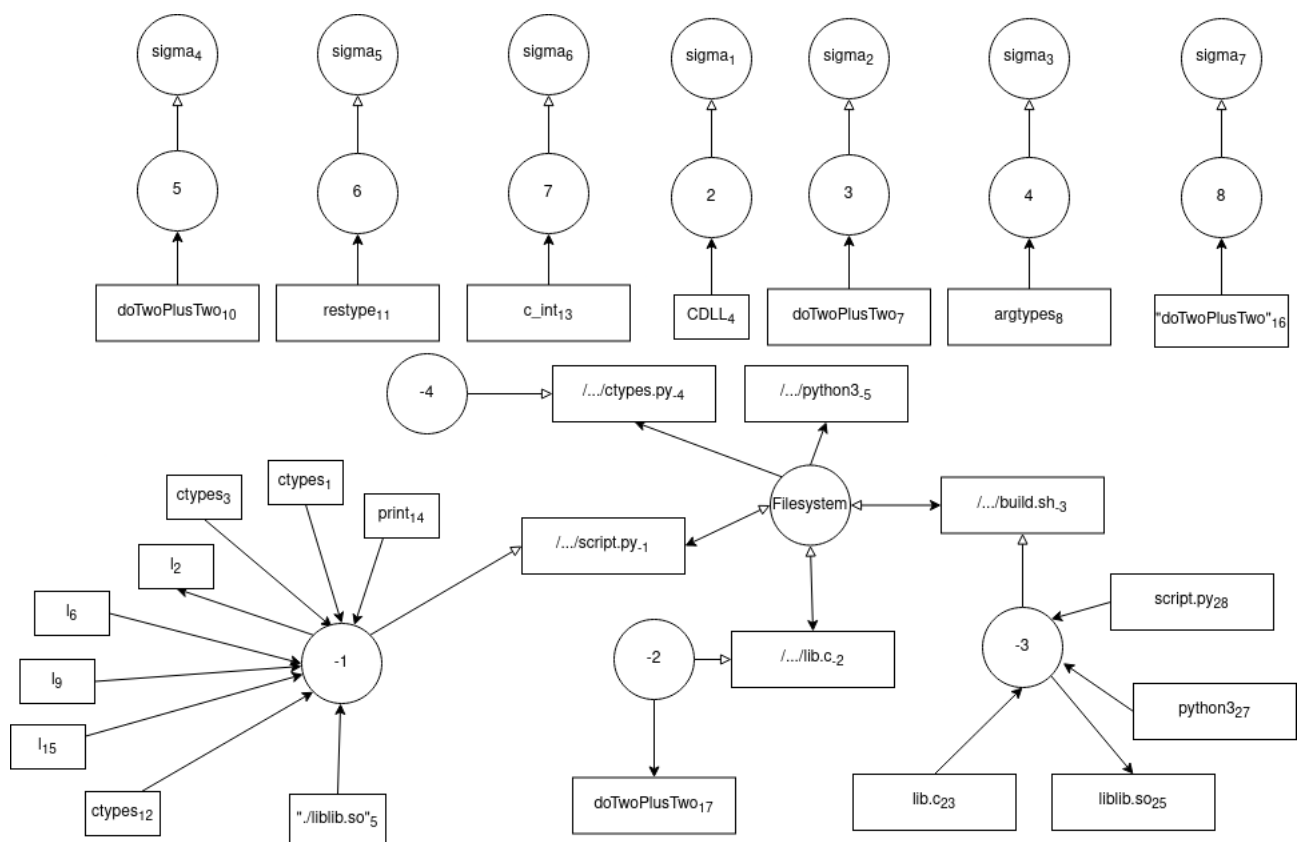 sigma₄
sigma₅
sigma₆
sigma₁
sigma₂
sigma₃
sigma₇
5
6
7
2
3
4
8
doTwoPlusTwo₁₀
restype₁₁
c_int₁₃
CDLL₄
doTwoPlusTwo₇
argtypes₈
"doTwoPlusTwo"₁₆
-4
/.../ctypes.py₋₄
/.../python3₋₅
ctypes₃
ctypes₁
print₁₄
Filesystem
/.../build.sh₋₃
/.../script.py₋₁
l₂
l₆
script.py₂₈
-1
-2
/.../lib.c₋₂
-3
l₉
python3₂₇
l₁₅
ctypes₁₂
"./liblib.so"₅
doTwoPlusTwo₁₇
lib.c₂₃
liblib.so₂₅